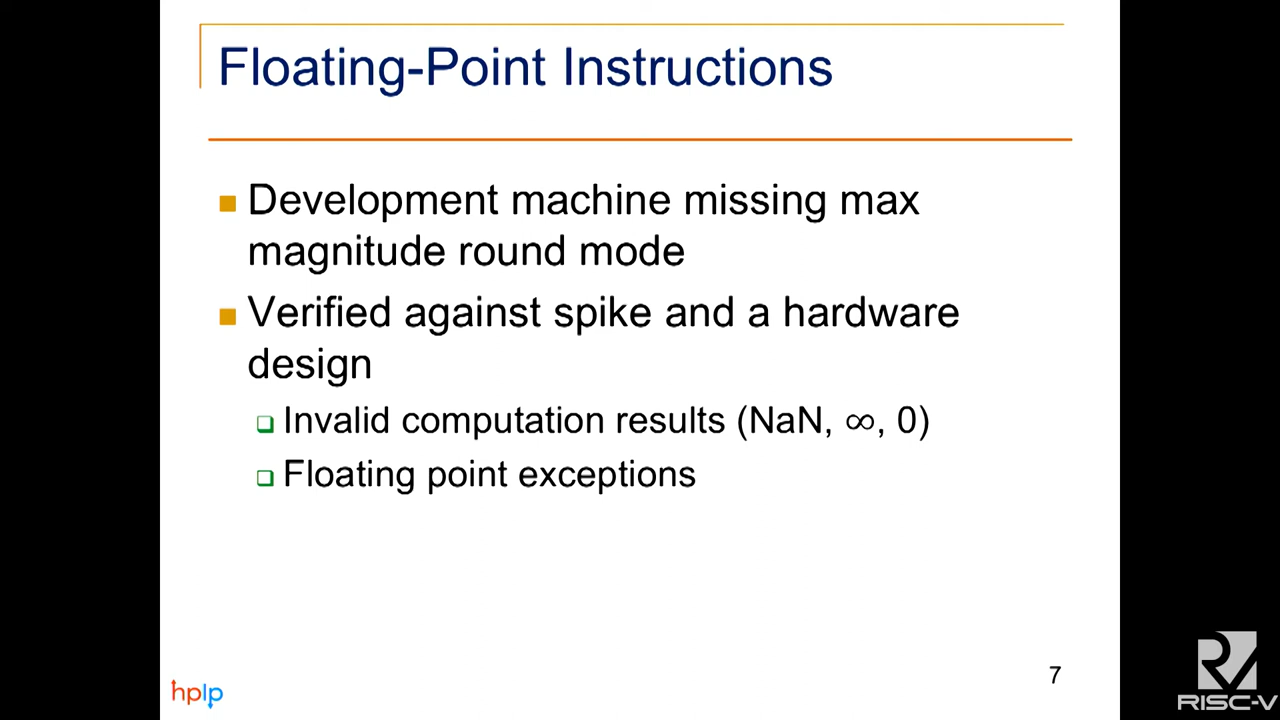 Floating-Point Instructions
Development machine missing max
magnitude round mode
Verified against spike and a hardware
design
Invalid computation results (NaN, ∞, 0)
Floating point exceptions
7
hplp
RISC-V